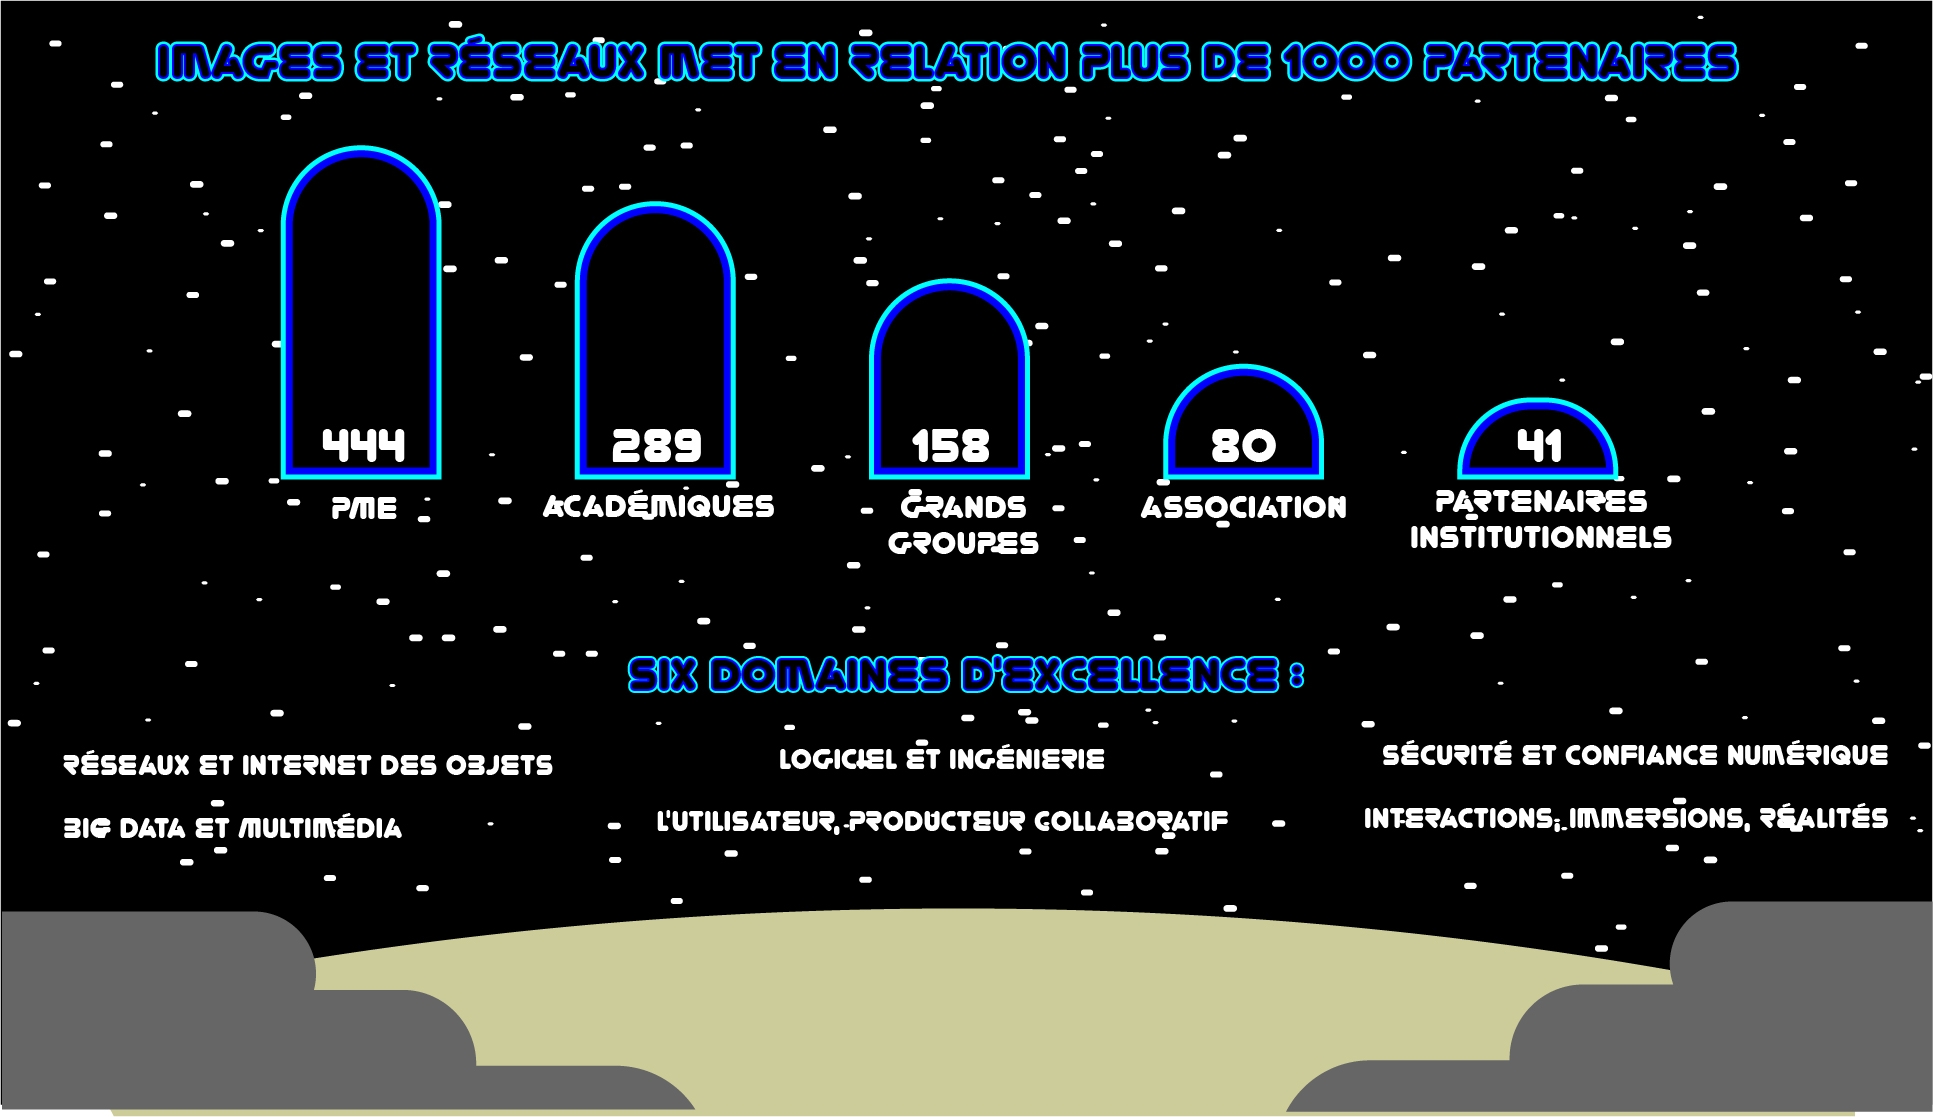 IMAGES ET RÉSEAUX MET EN RELATION PLUS DE 1000 PARTENAIRES
444
289
158
80
41
PME
ACADÉMIQUES
GRANDS
GROUPES
ASSOCIATION
PARTENAIRES
INSTITUTIONNELS
SIX DOMAINES D'EXCELLENCE :
RÉSEAUX ET INTERNET DES OBJETS
LOGICIEL ET INGÉNIERIE
SÉCURITÉ ET CONFIANCE NUMÉRIQUE
BIG DATA ET MULTIMÉDIA
L'UTILISATEUR, PRODUCTEUR COLLABORATIF
INTERACTIONS, IMMERSIONS, RÉALITÉS